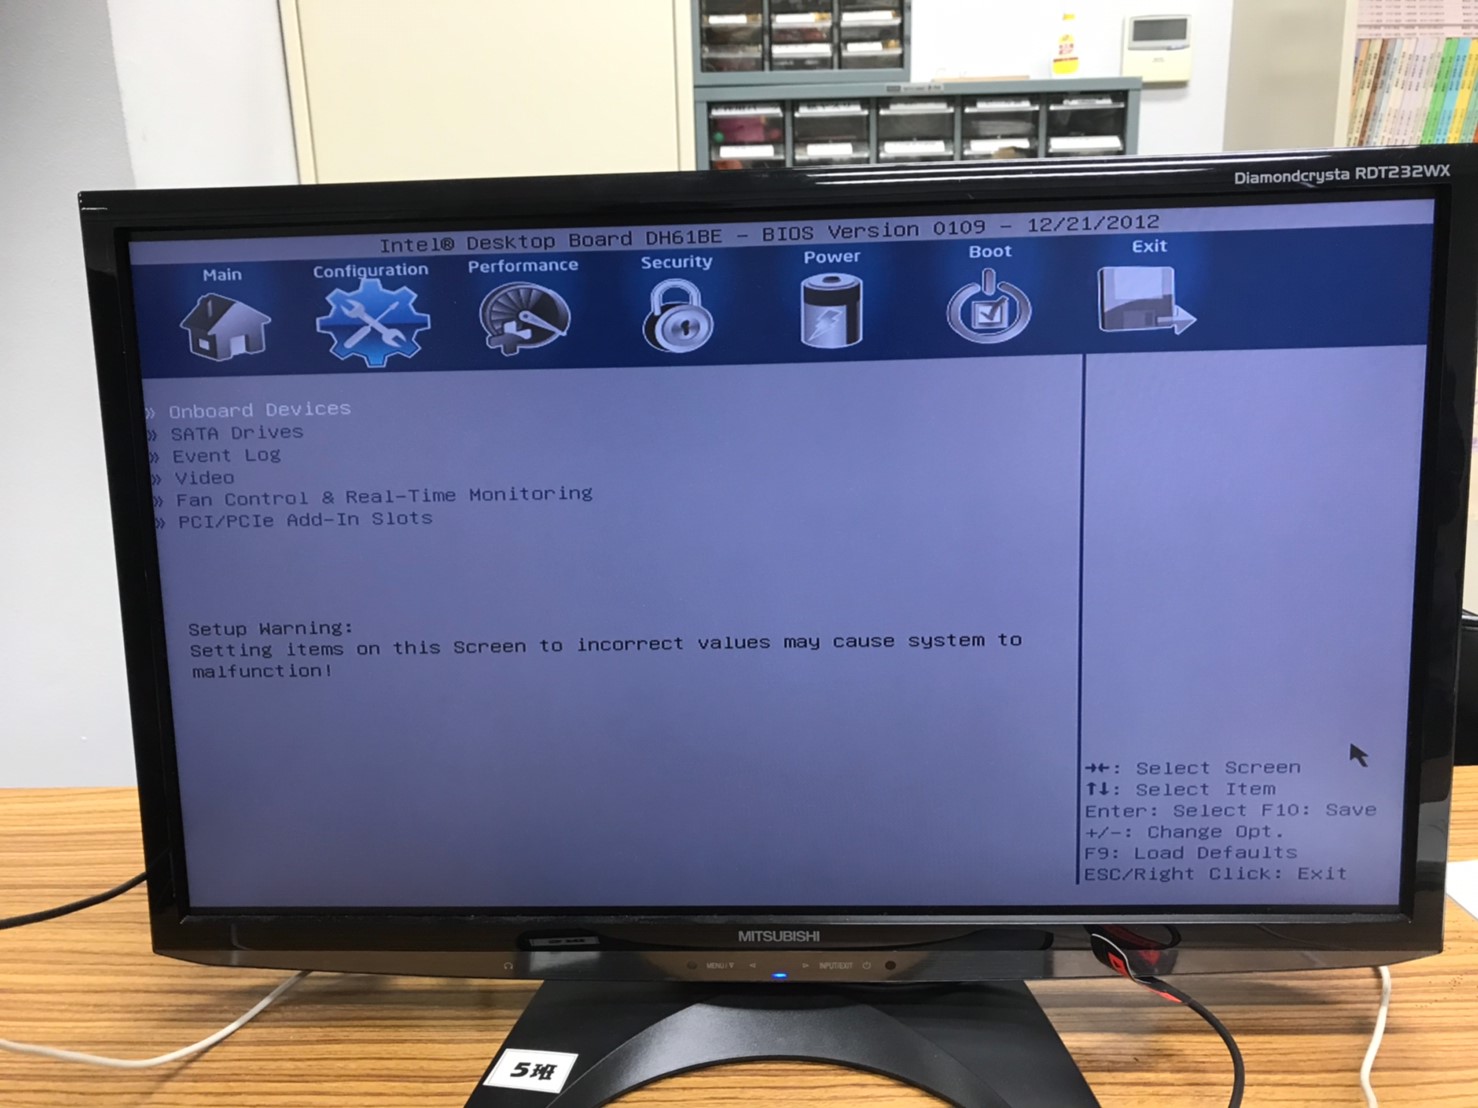 Diamondcrysta RDT232WX
Intel® Desktop Board DH61BE - BIOS Version 0109 - 12/21/2012
Main Configuration Performance Security Power Boot Exit
» Onboard Devices
» SATA Drives
» Event Log
» Video
» Fan Control & Real-Time Monitoring
» PCI/PCIe Add-In Slots
Setup Warning:
Setting items on this Screen to incorrect values may cause system to
malfunction!
→←: Select Screen
↑↓: Select Item
Enter: Select F10: Save
+/-: Change Opt.
F9: Load Defaults
ESC/Right Click: Exit
MITSUBISHI
MENU/▽ INPUT/EXIT
5班